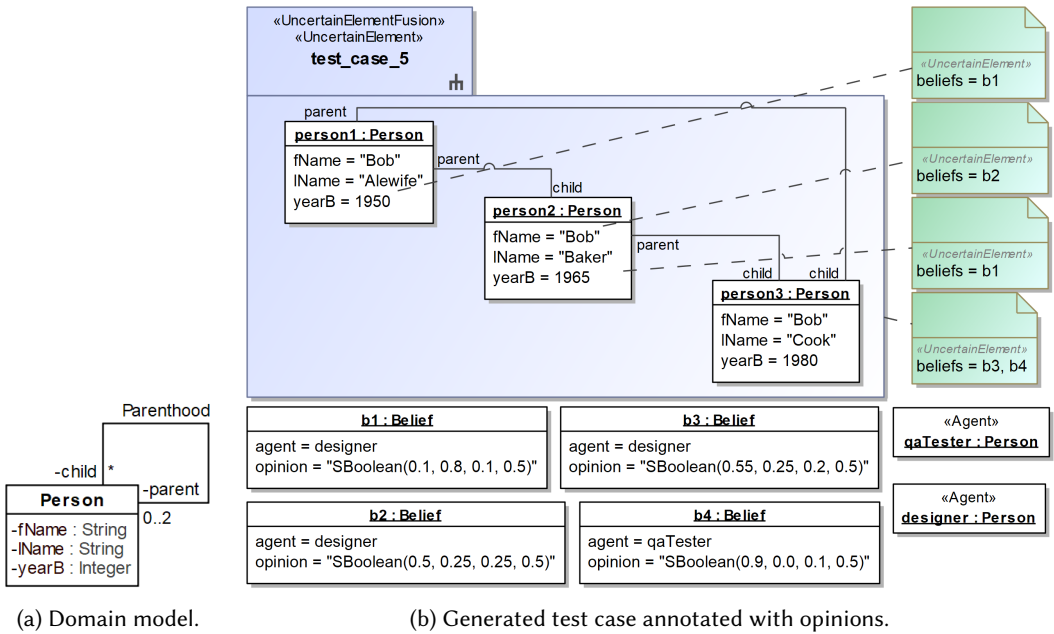 «UncertainElementFusion»
«UncertainElement»
test_case_5
parent
person1 : Person
fName = "Bob"
lName = "Alewife"
yearB = 1950
parent
child
person2 : Person
fName = "Bob"
lName = "Baker"
yearB = 1965
parent
child
child
person3 : Person
fName = "Bob"
lName = "Cook"
yearB = 1980
«UncertainElement»
beliefs = b1
«UncertainElement»
beliefs = b2
«UncertainElement»
beliefs = b1
«UncertainElement»
beliefs = b3, b4
Parenthood
-child
*
-parent
0..2
Person
-fName : String
-lName : String
-yearB : Integer
b1 : Belief
agent = designer
opinion = "SBoolean(0.1, 0.8, 0.1, 0.5)"
b3 : Belief
agent = designer
opinion = "SBoolean(0.55, 0.25, 0.2, 0.5)"
«Agent»
qaTester : Person
b2 : Belief
agent = designer
opinion = "SBoolean(0.5, 0.25, 0.25, 0.5)"
b4 : Belief
agent = qaTester
opinion = "SBoolean(0.9, 0.0, 0.1, 0.5)"
«Agent»
designer : Person
(a) Domain model.
(b) Generated test case annotated with opinions.